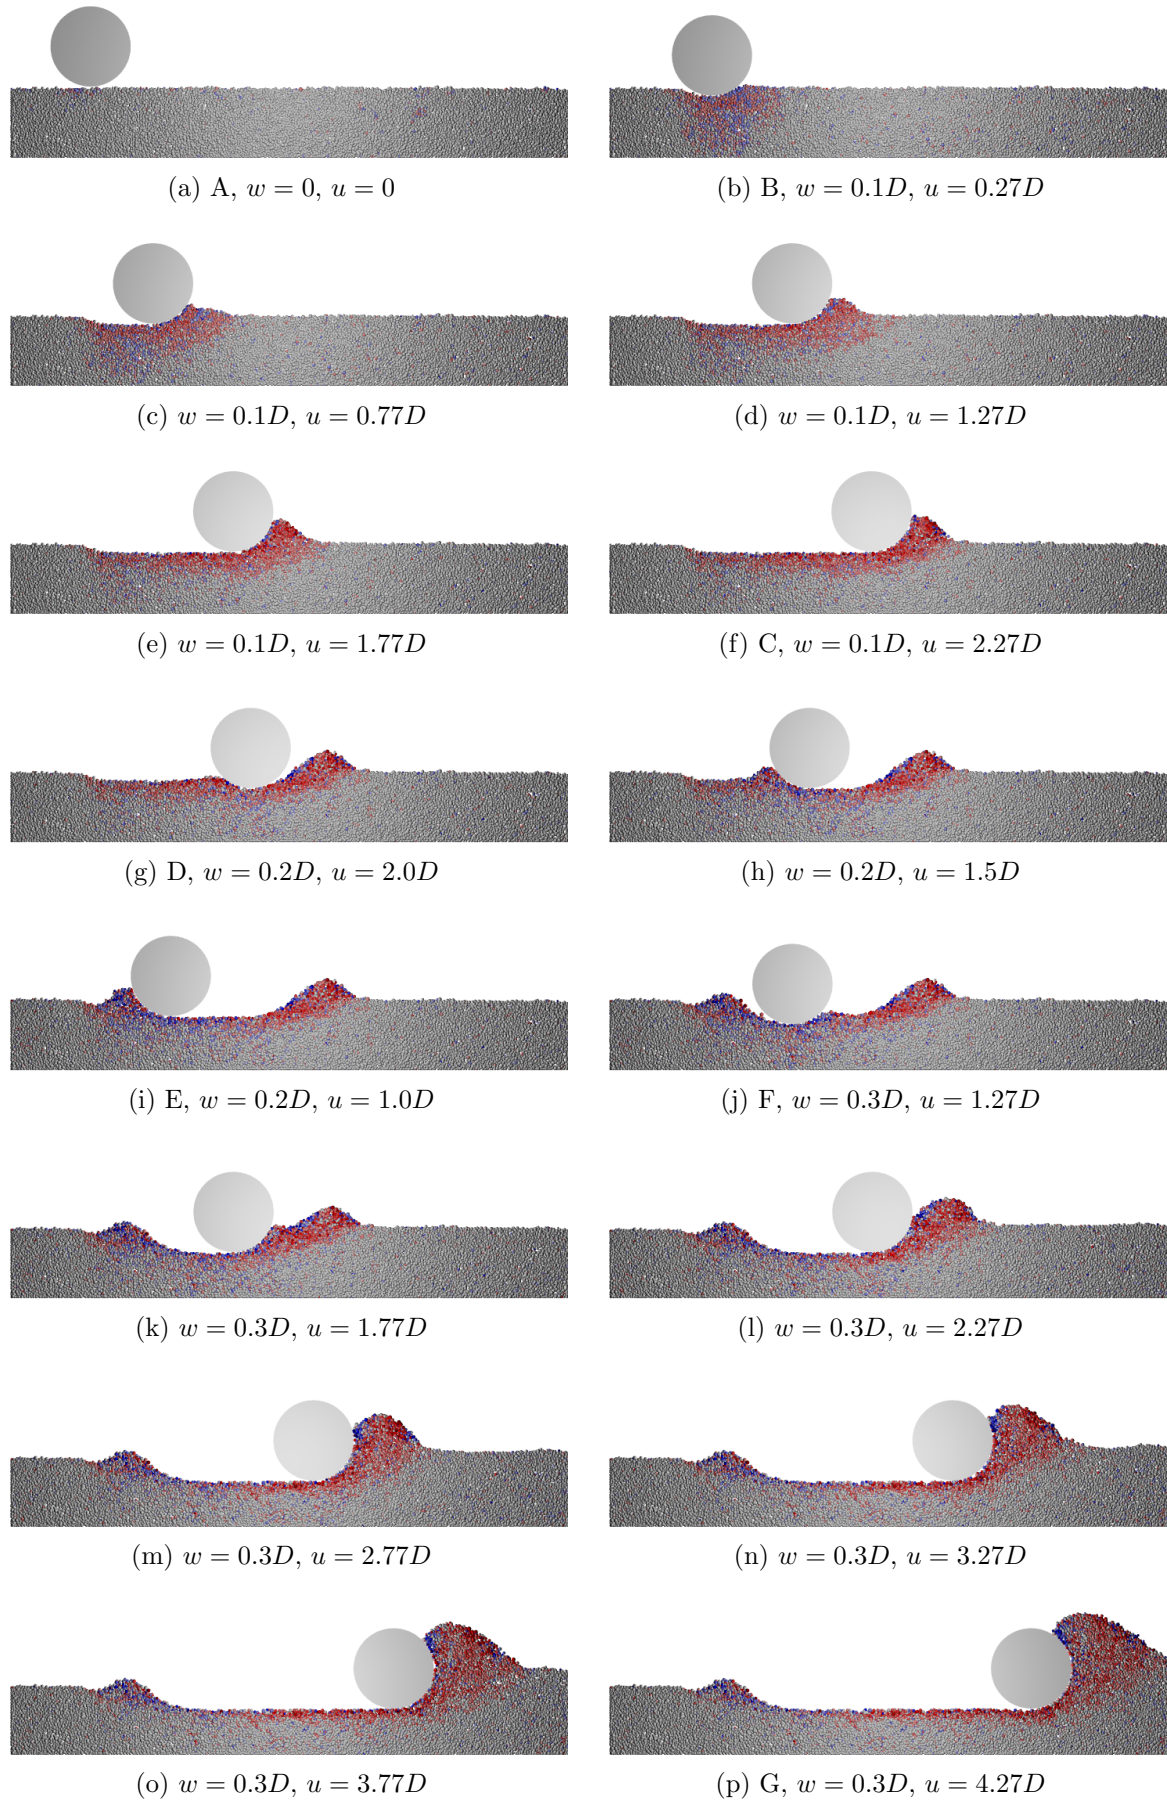 (a) A, w = 0, u = 0
(b) B, w = 0.1D, u = 0.27D
(c) w = 0.1D, u = 0.77D
(d) w = 0.1D, u = 1.27D
(e) w = 0.1D, u = 1.77D
(f) C, w = 0.1D, u = 2.27D
(g) D, w = 0.2D, u = 2.0D
(h) w = 0.2D, u = 1.5D
(i) E, w = 0.2D, u = 1.0D
(j) F, w = 0.3D, u = 1.27D
(k) w = 0.3D, u = 1.77D
(l) w = 0.3D, u = 2.27D
(m) w = 0.3D, u = 2.77D
(n) w = 0.3D, u = 3.27D
(o) w = 0.3D, u = 3.77D
(p) G, w = 0.3D, u = 4.27D